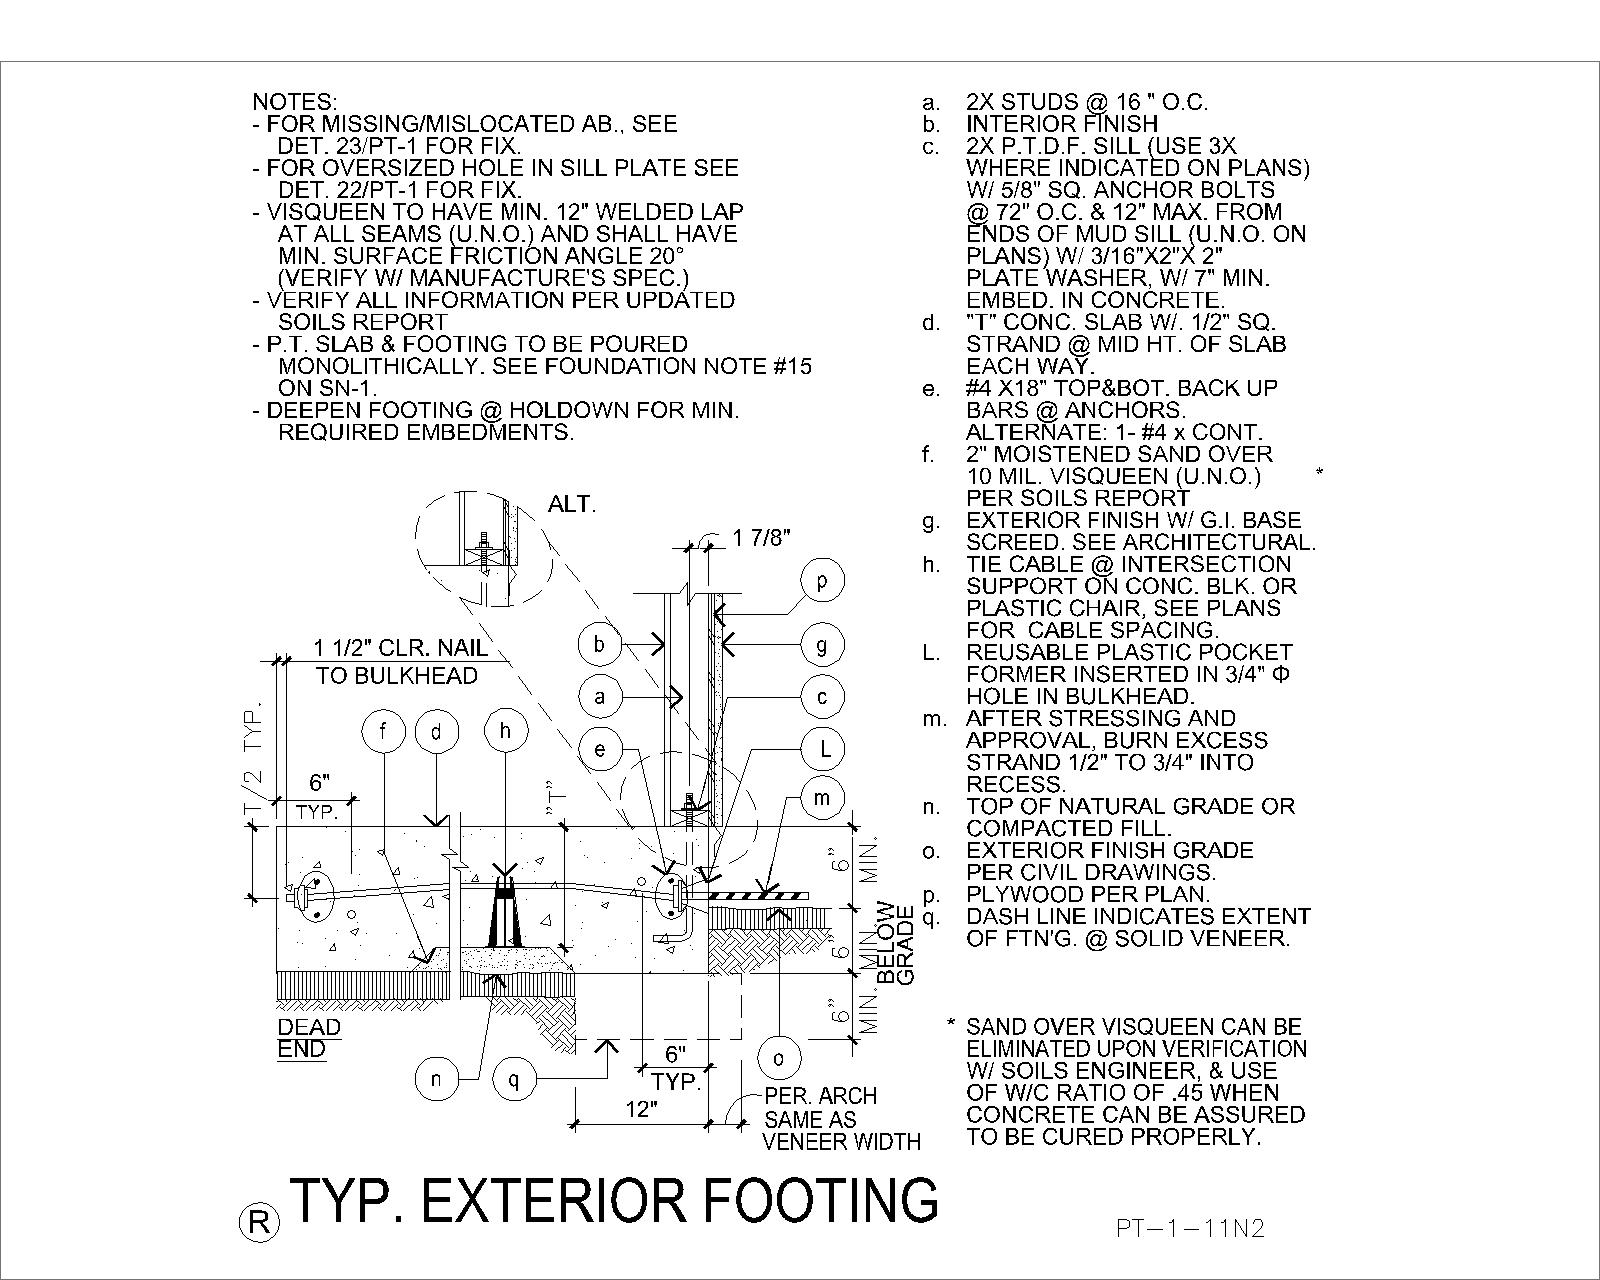 NOTES:
- FOR MISSING/MISLOCATED AB., SEE
DET. 23/PT-1 FOR FIX.
- FOR OVERSIZED HOLE IN SILL PLATE SEE
DET. 22/PT-1 FOR FIX.
- VISQUEEN TO HAVE MIN. 12" WELDED LAP
AT ALL SEAMS (U.N.O.) AND SHALL HAVE
MIN. SURFACE FRICTION ANGLE 20°
(VERIFY W/ MANUFACTURE'S SPEC.)
- VERIFY ALL INFORMATION PER UPDATED
SOILS REPORT
- P.T. SLAB & FOOTING TO BE POURED
MONOLITHICALLY. SEE FOUNDATION NOTE #15
ON SN-1.
- DEEPEN FOOTING @ HOLDOWN FOR MIN.
REQUIRED EMBEDMENTS.
a. 2X STUDS @ 16 " O.C.
b. INTERIOR FINISH
c. 2X P.T.D.F. SILL (USE 3X
WHERE INDICATED ON PLANS)
W/ 5/8" SQ. ANCHOR BOLTS
@ 72" O.C. & 12" MAX. FROM
ENDS OF MUD SILL (U.N.O. ON
PLANS) W/ 3/16"X2"X 2"
PLATE WASHER, W/ 7" MIN.
EMBED. IN CONCRETE.
d. "T" CONC. SLAB W/. 1/2" SQ.
STRAND @ MID HT. OF SLAB
EACH WAY.
e. #4 X18" TOP&BOT. BACK UP
BARS @ ANCHORS.
ALTERNATE: 1- #4 x CONT.
f. 2" MOISTENED SAND OVER
10 MIL. VISQUEEN (U.N.O.) *
PER SOILS REPORT
g. EXTERIOR FINISH W/ G.I. BASE
SCREED. SEE ARCHITECTURAL.
h. TIE CABLE @ INTERSECTION
SUPPORT ON CONC. BLK. OR
PLASTIC CHAIR, SEE PLANS
FOR CABLE SPACING.
L. REUSABLE PLASTIC POCKET
FORMER INSERTED IN 3/4" Φ
HOLE IN BULKHEAD.
m. AFTER STRESSING AND
APPROVAL, BURN EXCESS
STRAND 1/2" TO 3/4" INTO
RECESS.
n. TOP OF NATURAL GRADE OR
COMPACTED FILL.
o. EXTERIOR FINISH GRADE
PER CIVIL DRAWINGS.
p. PLYWOOD PER PLAN.
q. DASH LINE INDICATES EXTENT
OF FTN'G. @ SOLID VENEER.
* SAND OVER VISQUEEN CAN BE
ELIMINATED UPON VERIFICATION
W/ SOILS ENGINEER, & USE
OF W/C RATIO OF .45 WHEN
CONCRETE CAN BE ASSURED
TO BE CURED PROPERLY.
ALT.
1 7/8"
p
b
g
1 1/2" CLR. NAIL
TO BULKHEAD
a
c
f
d
h
e
L
T/2 TYP.
6"
TYP.
"T"
m
6" MIN.
6" MIN.
BELOW
GRADE
6" MIN.
DEAD
END
n
q
6"
TYP.
o
12"
PER. ARCH
SAME AS
VENEER WIDTH
R
TYP. EXTERIOR FOOTING
PT-1-11N2